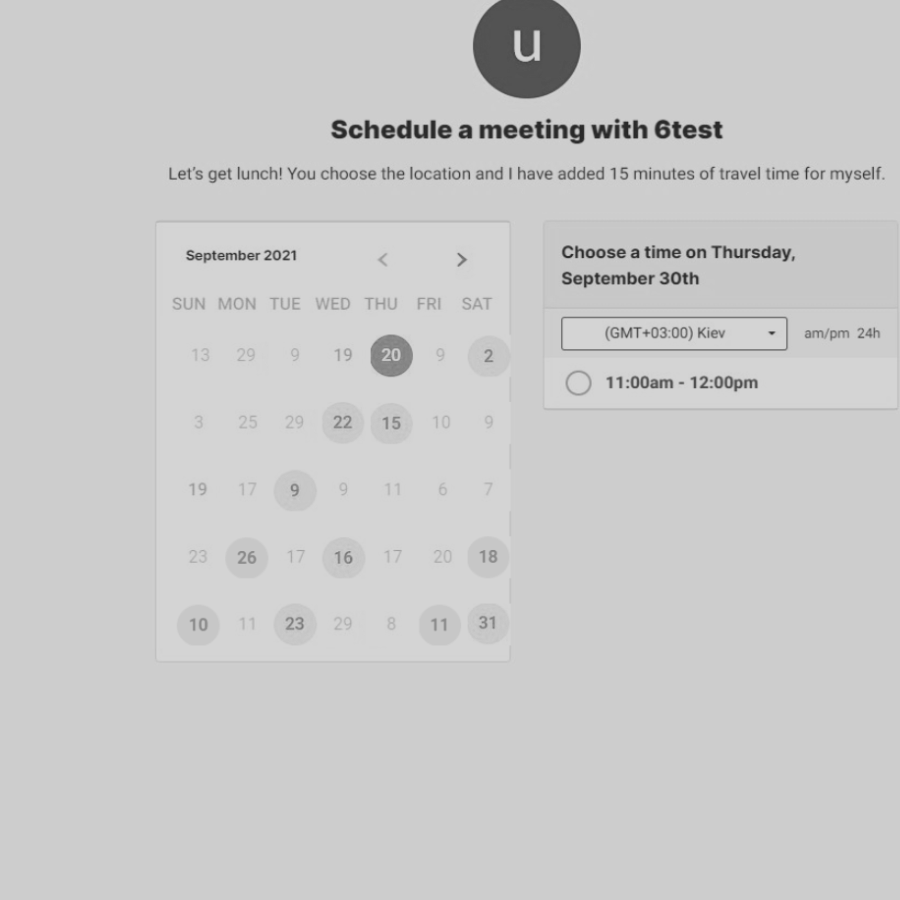 u
Schedule a meeting with 6test
Let's get lunch! You choose the location and I have added 15 minutes of travel time for myself.
September 2021 < >
SUN MON TUE WED THU FRI SAT
13 29 9 19 20 9 2
3 25 29 22 15 10 9
19 17 9 9 11 6 7
23 26 17 16 17 20 18
10 11 23 29 8 11 31
Choose a time on Thursday,
September 30th
(GMT+03:00) Kiev am/pm 24h
11:00am - 12:00pm